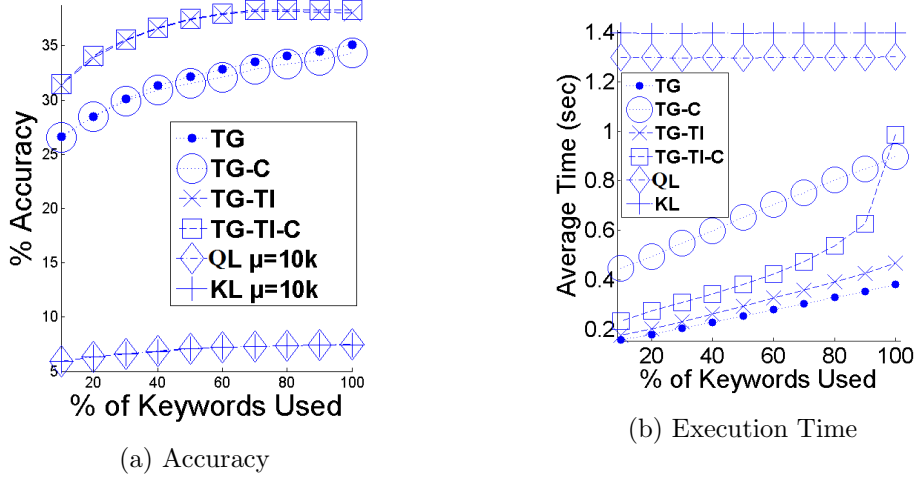 % Accuracy
35
30
25
20
15
10
5
20
40
60
80
100
% of Keywords Used
TG
TG-C
TG-TI
TG-TI-C
QL μ=10k
KL μ=10k
(a) Accuracy
Average Time (sec)
1.4
1.2
1
0.8
0.6
0.4
0.2
20
40
60
80
100
% of Keywords Used
TG
TG-C
TG-TI
TG-TI-C
QL
KL
(b) Execution Time